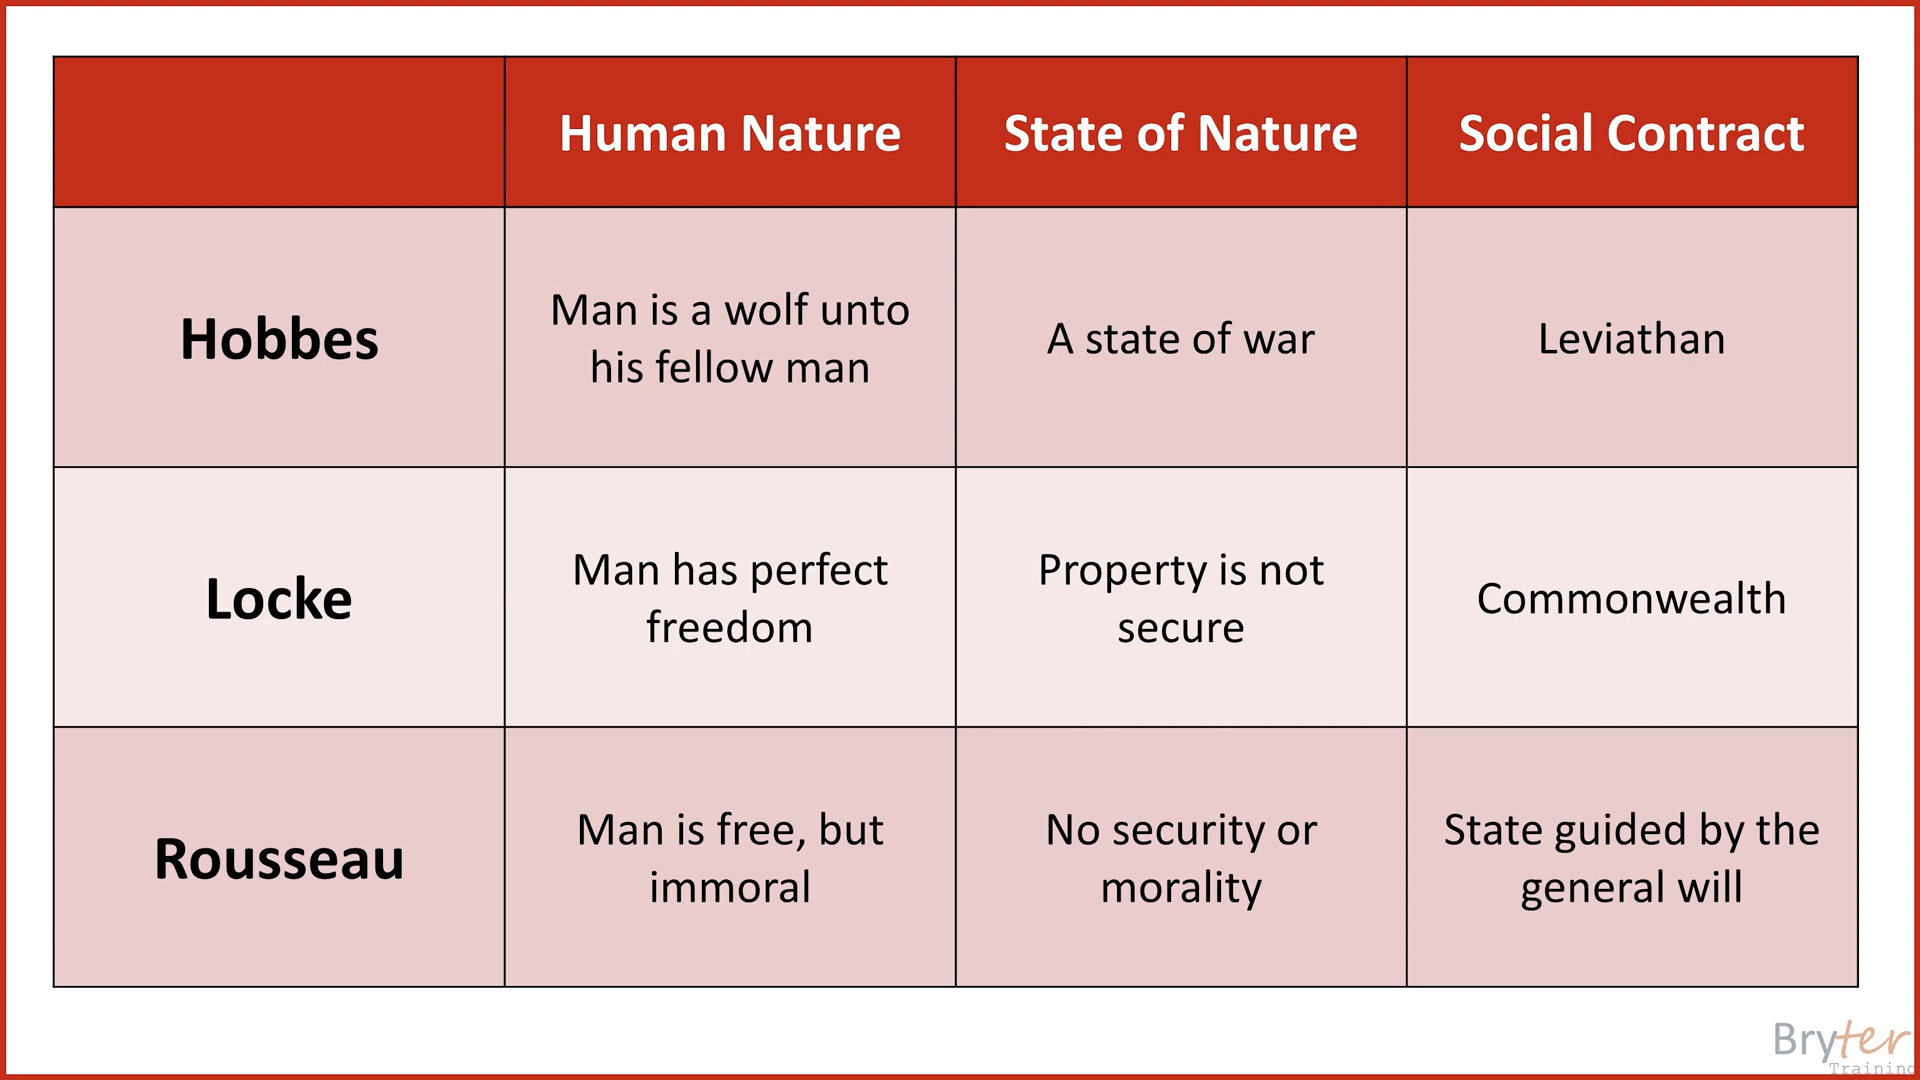 Human Nature
State of Nature
Social Contract
Hobbes
Man is a wolf unto
his fellow man
A state of war
Leviathan
Locke
Man has perfect
freedom
Property is not
secure
Commonwealth
Rousseau
Man is free, but
immoral
No security or
morality
State guided by the
general will
Bryter
Training